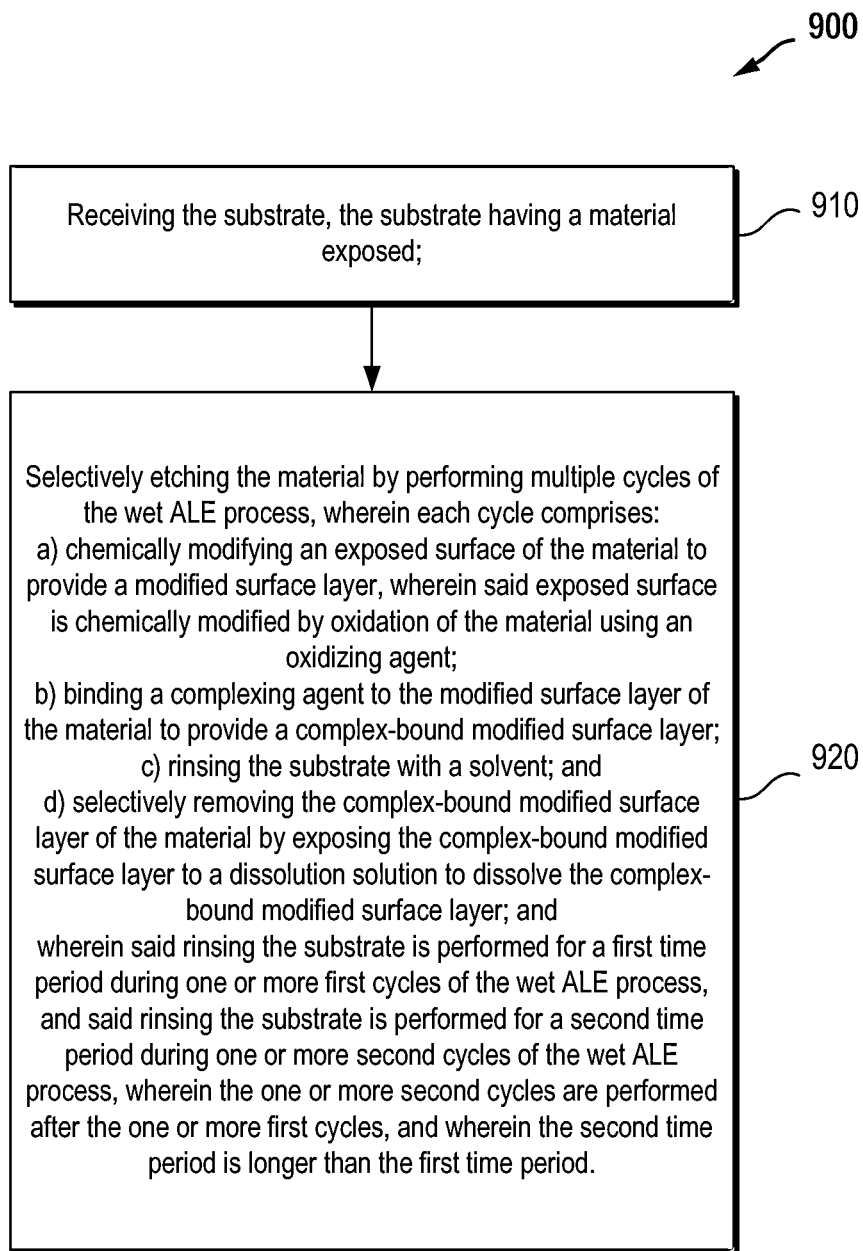 900
Receiving the substrate, the substrate having a material
exposed;
910
Selectively etching the material by performing multiple cycles of
the wet ALE process, wherein each cycle comprises:
a) chemically modifying an exposed surface of the material to
provide a modified surface layer, wherein said exposed surface
is chemically modified by oxidation of the material using an
oxidizing agent;
b) binding a complexing agent to the modified surface layer of
the material to provide a complex-bound modified surface layer;
c) rinsing the substrate with a solvent; and
d) selectively removing the complex-bound modified surface
layer of the material by exposing the complex-bound modified
surface layer to a dissolution solution to dissolve the complex-
bound modified surface layer; and
wherein said rinsing the substrate is performed for a first time
period during one or more first cycles of the wet ALE process,
and said rinsing the substrate is performed for a second time
period during one or more second cycles of the wet ALE
process, wherein the one or more second cycles are performed
after the one or more first cycles, and wherein the second time
period is longer than the first time period.
920